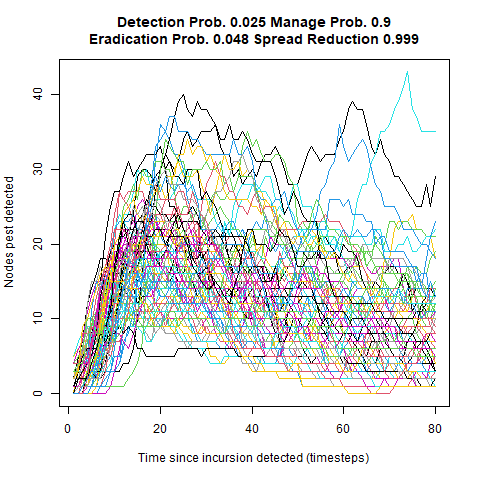 Detection Prob. 0.025 Manage Prob. 0.9
Eradication Prob. 0.048 Spread Reduction 0.999
Nodes pest detected
40
30
20
10
0
0 20 40 60 80
Time since incursion detected (timesteps)